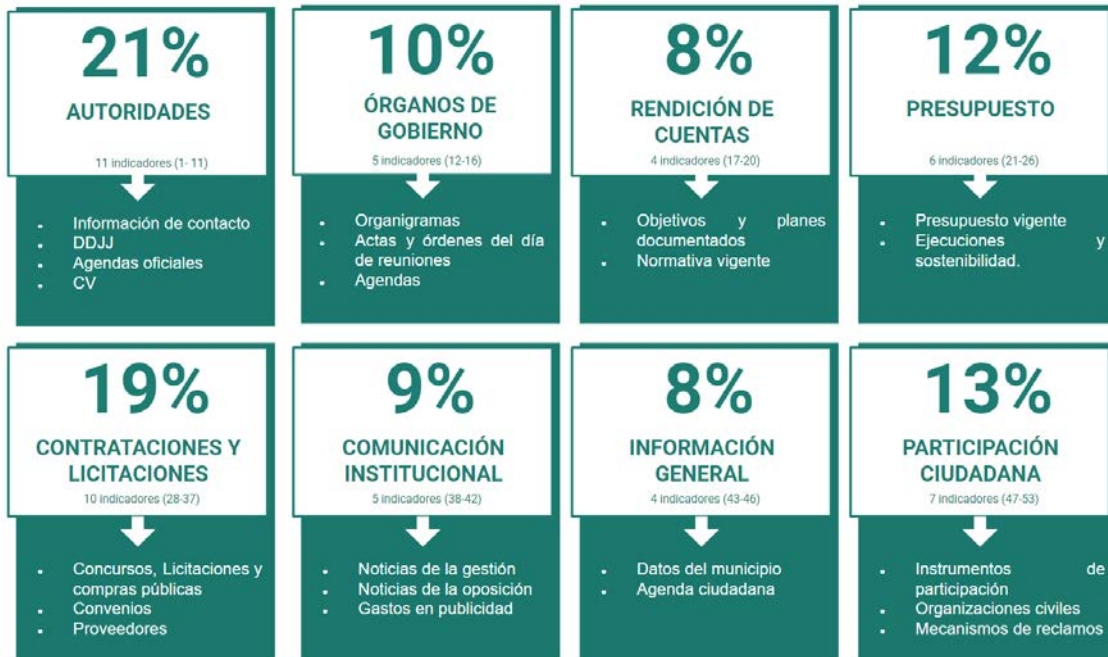 21%
AUTORIDADES
11 indicadores (1- 11)
• Información de contacto
• DDJJ
• Agendas oficiales
• CV
10%
ÓRGANOS DE
GOBIERNO
5 indicadores (12-16)
• Organigramas
• Actas y órdenes del día
de reuniones
• Agendas
8%
RENDICIÓN DE
CUENTAS
4 indicadores (17-20)
• Objetivos y planes
documentados
• Normativa vigente
12%
PRESUPUESTO
6 indicadores (21-26)
• Presupuesto vigente
• Ejecuciones y
sostenibilidad.
19%
CONTRATACIONES Y
LICITACIONES
10 indicadores (28-37)
• Concursos, Licitaciones y
compras públicas
• Convenios
• Proveedores
9%
COMUNICACIÓN
INSTITUCIONAL
5 indicadores (38-42)
• Noticias de la gestión
• Noticias de la oposición
• Gastos en publicidad
8%
INFORMACIÓN
GENERAL
4 indicadores (43-46)
• Datos del municipio
• Agenda ciudadana
13%
PARTICIPACIÓN
CIUDADANA
7 indicadores (47-53)
• Instrumentos de
participación
• Organizaciones civiles
• Mecanismos de reclamos